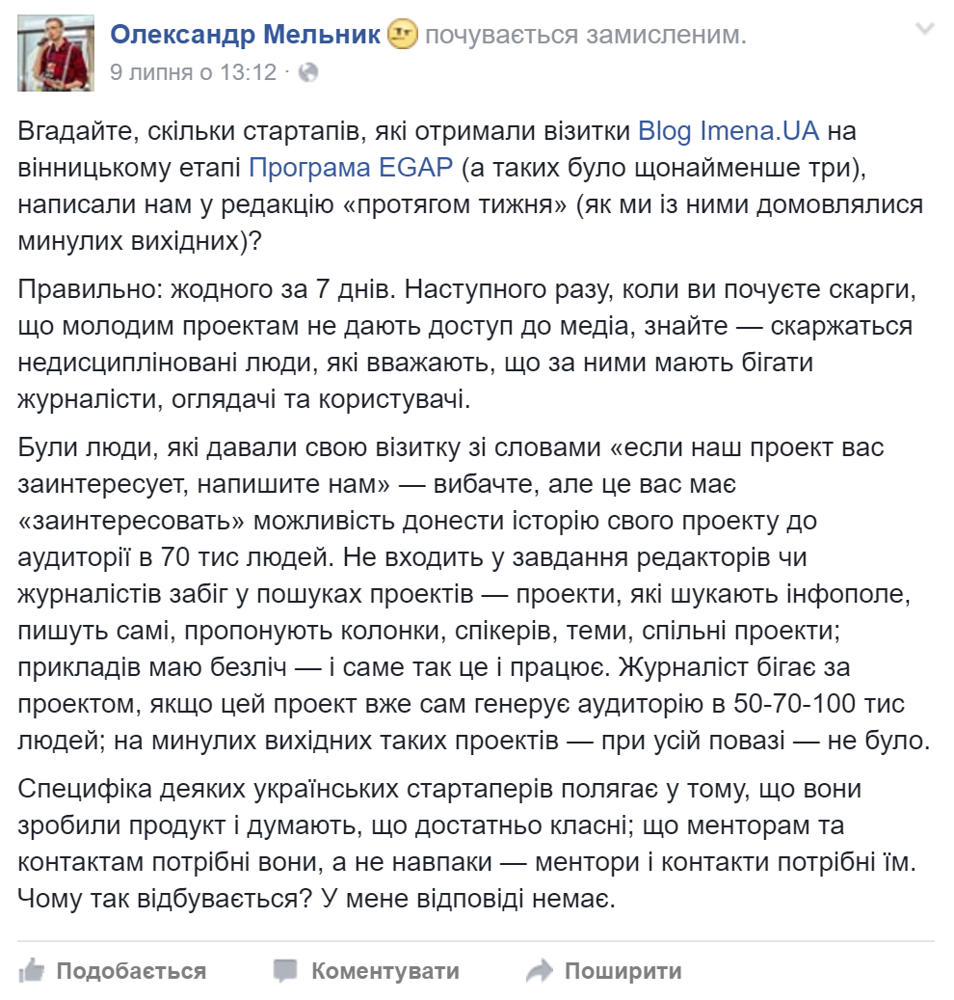 Олександр Мельник почувається замисленим.
9 липня о 13:12 ·
Вгадайте, скільки стартапів, які отримали візитки Blog Imena.UA на
вінницькому етапі Програма EGAP (а таких було щонайменше три),
написали нам у редакцію «протягом тижня» (як ми із ними домовлялися
минулих вихідних)?
Правильно: жодного за 7 днів. Наступного разу, коли ви почуєте скарги,
що молодим проектам не дають доступ до медіа, знайте — скаржаться
недисципліновані люди, які вважають, що за ними мають бігати
журналісти, оглядачі та користувачі.
Були люди, які давали свою візитку зі словами «если наш проект вас
заинтересует, напишите нам» — вибачте, але це вас має
«заинтересовать» можливість донести історію свого проекту до
аудиторії в 70 тис людей. Не входить у завдання редакторів чи
журналістів забіг у пошуках проектів — проекти, які шукають інфополе,
пишуть самі, пропонують колонки, спікерів, теми, спільні проекти;
прикладів маю безліч — і саме так це і працює. Журналіст бігає за
проектом, якщо цей проект вже сам генерує аудиторію в 50-70-100 тис
людей; на минулих вихідних таких проектів — при усій повазі — не було.
Специфіка деяких українських стартаперів полягає у тому, що вони
зробили продукт і думають, що достатньо класні; що менторам та
контактам потрібні вони, а не навпаки — ментори і контакти потрібні їм.
Чому так відбувається? У мене відповіді немає.
Подобається Коментувати Поширити